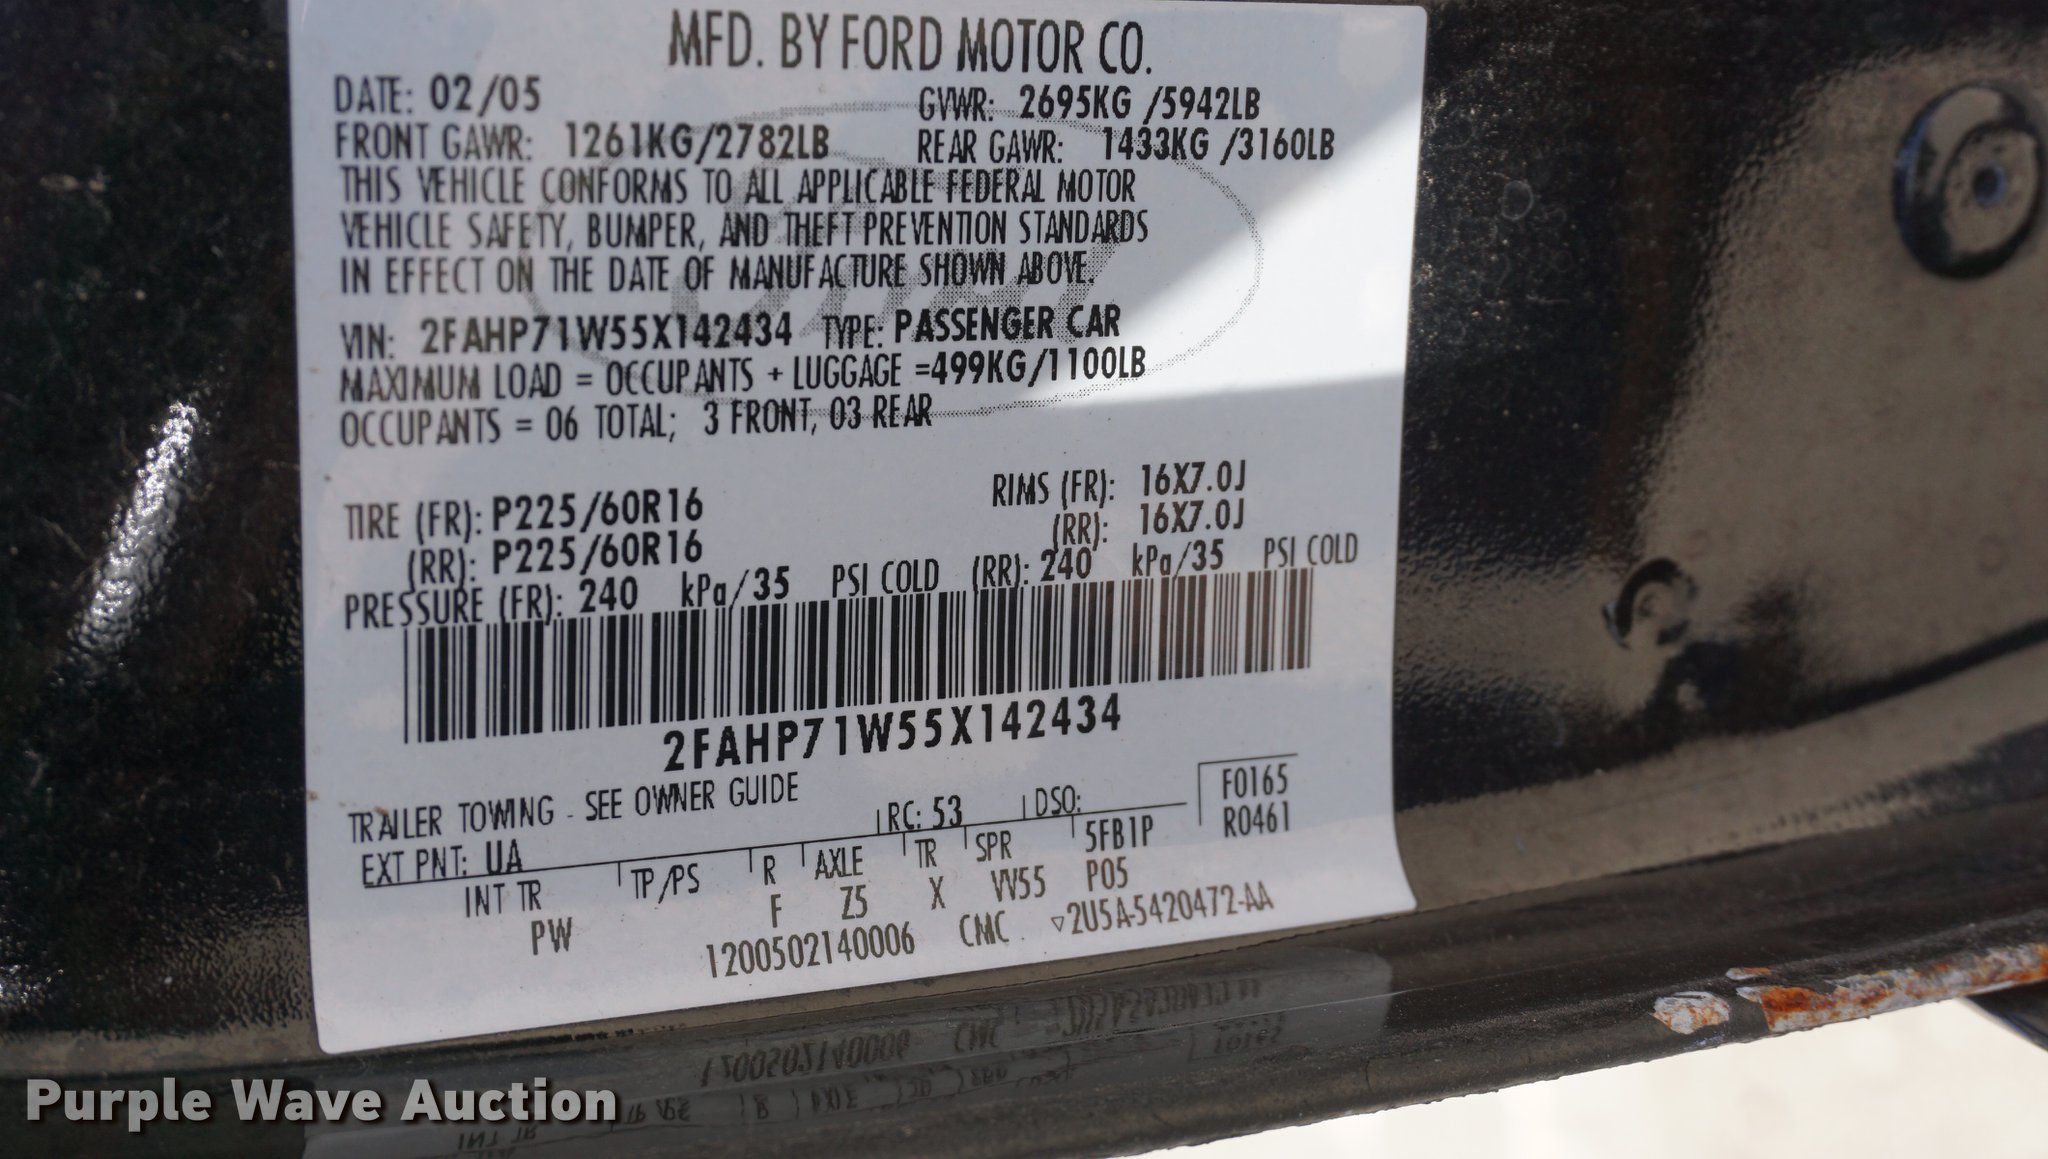 MFD. BY FORD MOTOR CO.
DATE: 02/05 GVWR: 2695KG /5942LB
FRONT GAWR: 1261KG/2782LB REAR GAWR: 1433KG /3160LB
THIS VEHICLE CONFORMS TO ALL APPLICABLE FEDERAL MOTOR
VEHICLE SAFETY, BUMPER, AND THEFT PREVENTION STANDARDS
IN EFFECT ON THE DATE OF MANUFACTURE SHOWN ABOVE.
VIN: 2FAHP71W55X142434 TYPE: PASSENGER CAR
MAXIMUM LOAD = OCCUPANTS + LUGGAGE =499KG/1100LB
OCCUPANTS = 06 TOTAL; 3 FRONT, 03 REAR
TIRE (FR): P225/60R16 RIMS (FR): 16X7.0J
(RR): P225/60R16 (RR): 16X7.0J
PRESSURE (FR): 240 kPa/35 PSI COLD (RR): 240 kPa/35 PSI COLD
2FAHP71W55X142434
TRAILER TOWING - SEE OWNER GUIDE
F0165
R0461
EXT PNT: UA RC: 53 DSO:
INT TR TP/PS R AXLE TR SPR 5FB1P
PW F Z5 X VV55 P05
1200502140006 CMC ▽2U5A-5420472-AA
Purple Wave Auction